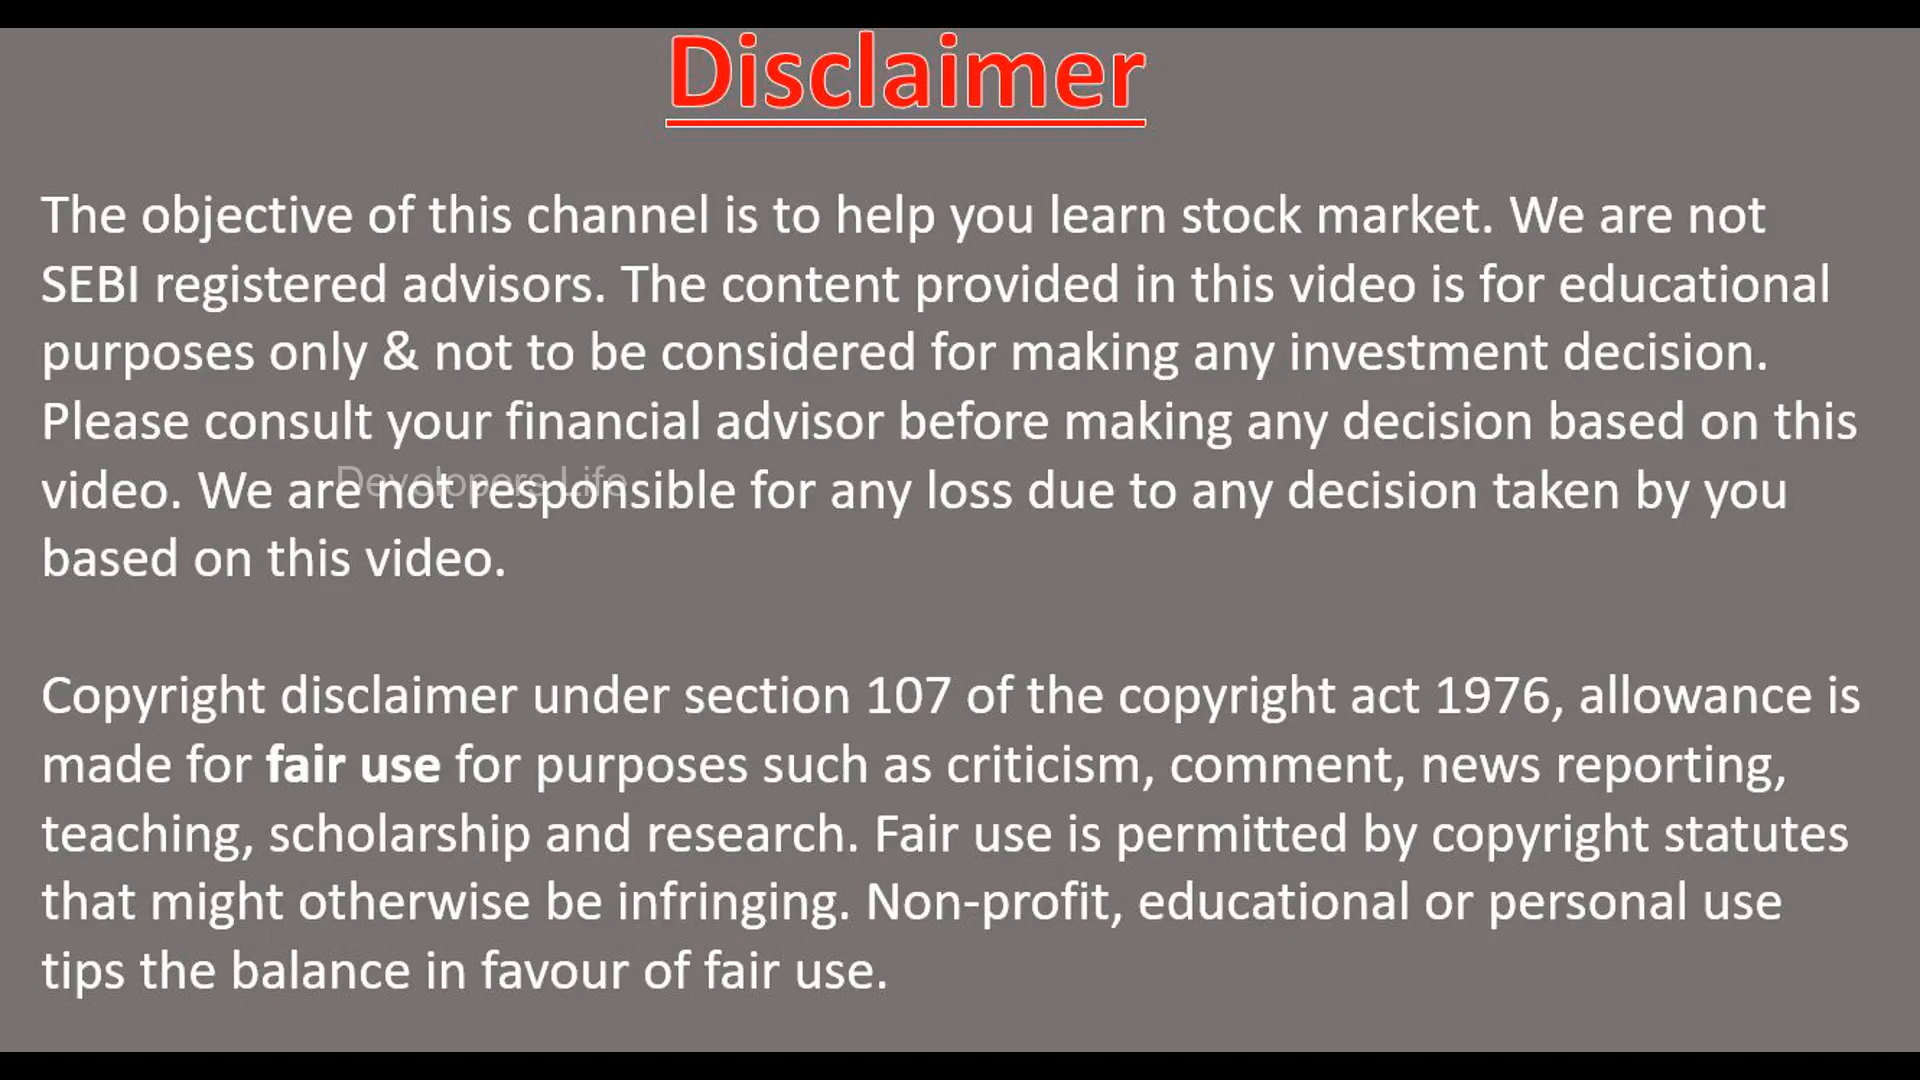 Disclaimer
The objective of this channel is to help you learn stock market. We are not
SEBI registered advisors. The content provided in this video is for educational
purposes only & not to be considered for making any investment decision.
Please consult your financial advisor before making any decision based on this
Developers Life
video. We are not responsible for any loss due to any decision taken by you
based on this video.
Copyright disclaimer under section 107 of the copyright act 1976, allowance is
made for fair use for purposes such as criticism, comment, news reporting,
teaching, scholarship and research. Fair use is permitted by copyright statutes
that might otherwise be infringing. Non-profit, educational or personal use
tips the balance in favour of fair use.